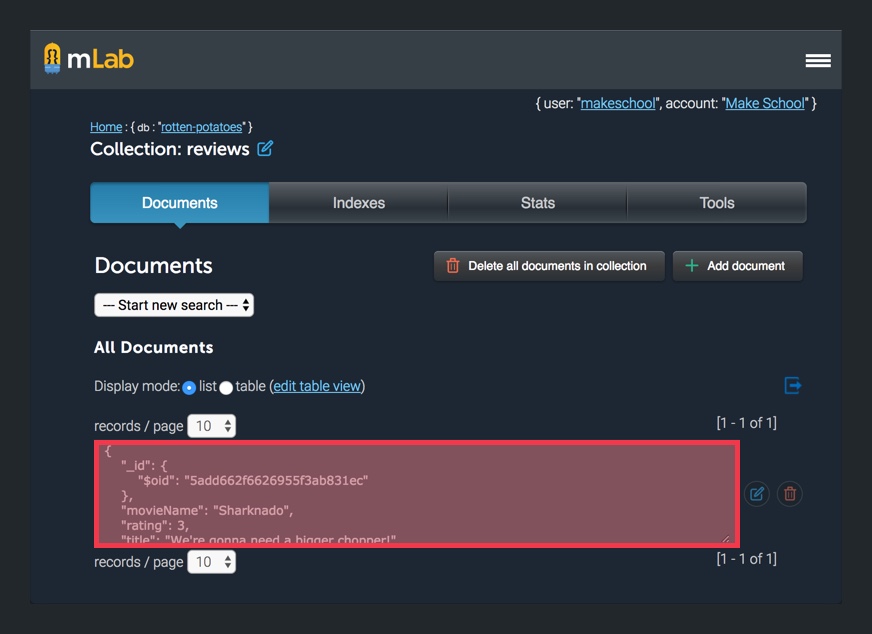 mLab
{ user: "makeschool", account: "Make School" }
Home : { db : "rotten-potatoes" }
Collection: reviews
Documents Indexes Stats Tools
Documents
Delete all documents in collection
Add document
--- Start new search ---
All Documents
Display mode: list table (edit table view)
records / page 10 [1 - 1 of 1]
{
"_id": {
"$oid": "5add662f6626955f3ab831ec"
},
"movieName": "Sharknado",
"rating": 3,
"title": "We're gonna need a bigger chopper!"
records / page 10 [1 - 1 of 1]